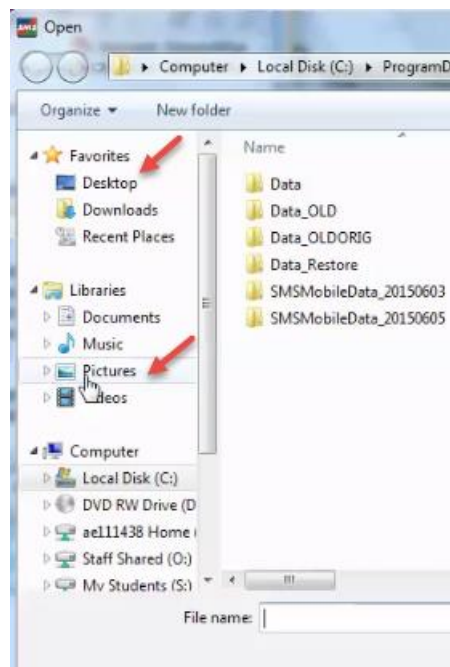 SMS Open
Computer ▸ Local Disk (C:) ▸ ProgramD
Organize New folder
Name
Favorites
Desktop
Downloads
Recent Places
Libraries
Documents
Music
Pictures
Videos
Computer
Local Disk (C:)
DVD RW Drive (D
ae111438 Home (
Staff Shared (O:)
My Students (S:)
Data
Data_OLD
Data_OLDORIG
Data_Restore
SMSMobileData_20150603
SMSMobileData_20150605
File name: